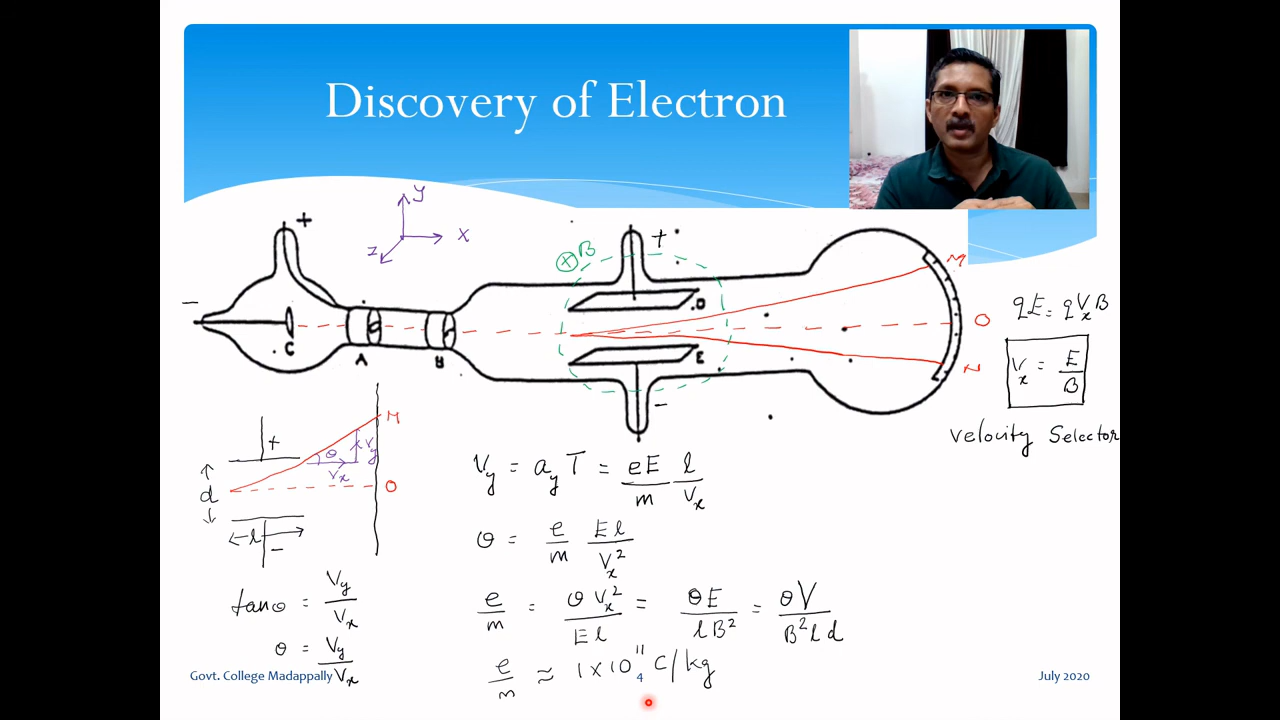 Discovery of Electron
+
y
x
z
−
+
⊕B
C
A
B
D
E
−
M
O
N
qE = qVₓB
Vₓ = E/B
Velocity Selector
+
M
θ
Vy
Vₓ
d
O
l
−
Vy = ay T = eE/m l/Vₓ
θ = e/m El/Vₓ²
tanθ = Vy/Vₓ
e/m = θVₓ²/El = θE/lB² = θV/B²ld
θ = Vy/Vₓ
e/m ≈ 1×10¹¹ C/kg
Govt. College Madappally
4
July 2020